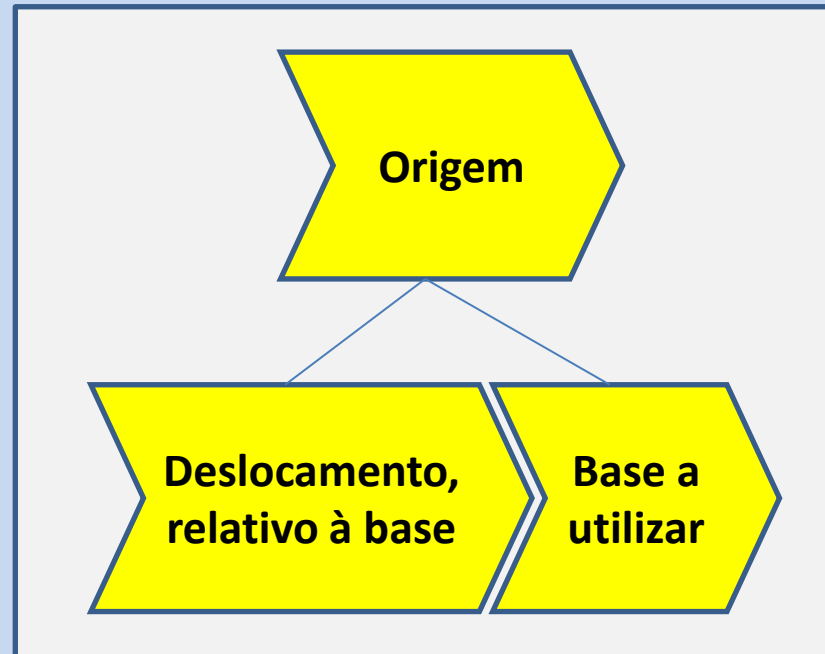 Origem
Deslocamento,
relativo à base
Base a
utilizar